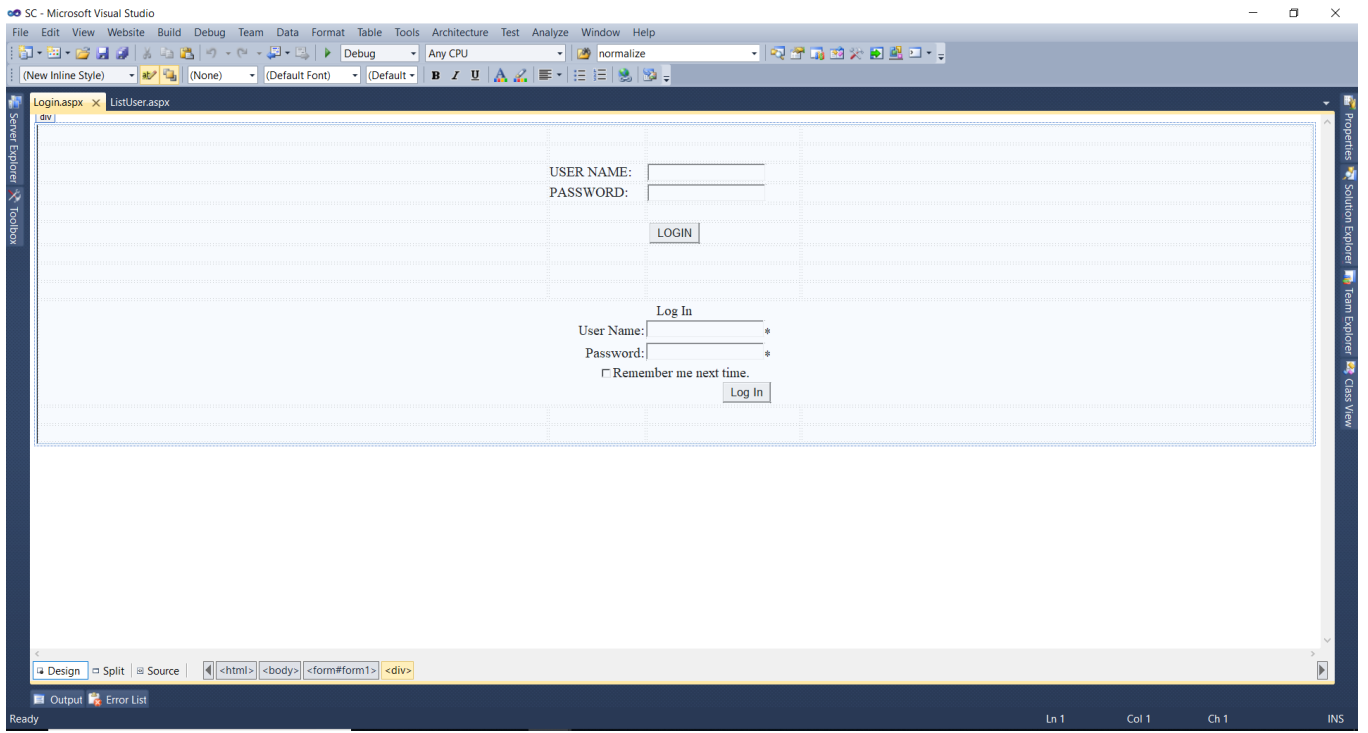 SC - Microsoft Visual Studio
File Edit View Website Build Debug Team Data Format Table Tools Architecture Test Analyze Window Help
Debug Any CPU normalize
(New Inline Style) (None) (Default Font) (Default B I U A
Login.aspx ListUser.aspx
div
Server Explorer
Toolbox
USER NAME:
PASSWORD:
LOGIN
Log In
User Name: *
Password: *
Remember me next time.
Log In
Properties
Solution Explorer
Team Explorer
Class View
Design Split Source <html> <body> <form#form1> <div>
Output Error List
Ready Ln 1 Col 1 Ch 1 INS